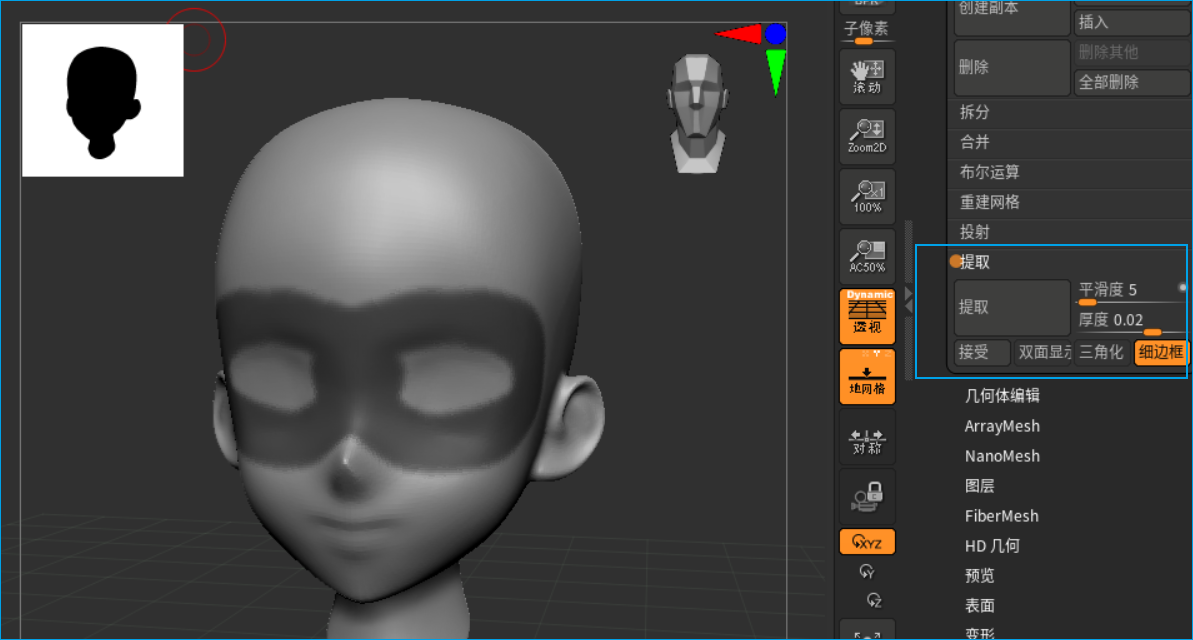 BPR
子像素
滚动
Zoom2D
100%
AC50%
Dynamic
透视
地网格
对称
XYZ
Y
Z
创建副本
插入
删除
删除其他
全部删除
拆分
合并
布尔运算
重建网格
投射
提取
提取
平滑度 5
厚度 0.02
接受
双面显示
三角化
细边框
几何体编辑
ArrayMesh
NanoMesh
图层
FiberMesh
HD 几何
预览
表面
变形